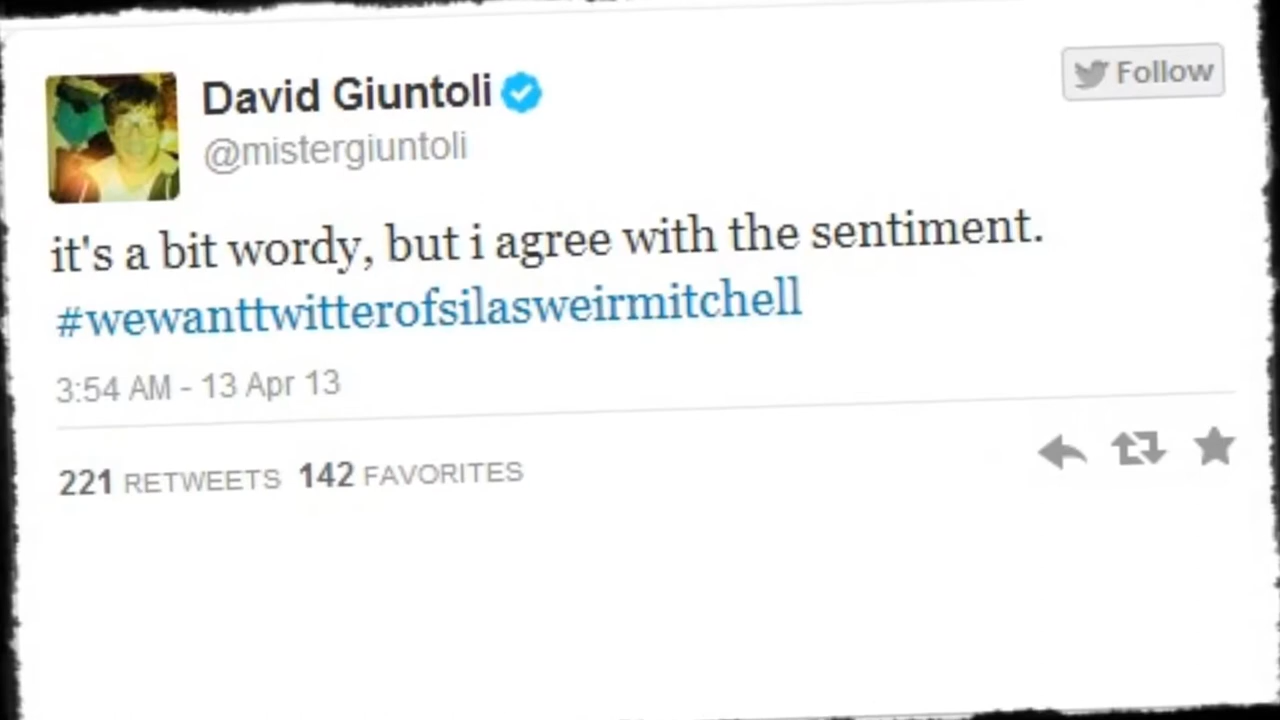 David Giuntoli
@mistergiuntoli
Follow
it's a bit wordy, but i agree with the sentiment.
#wewanttwitterofsilasweirmitchell
3:54 AM - 13 Apr 13
221 RETWEETS 142 FAVORITES